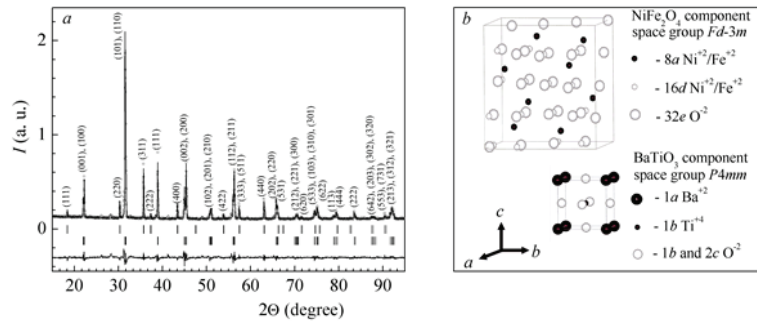 a
2
1
0
I (a. u.)
(111)
(001), (100)
(220)
(101), (110)
(311)
(222)
(111)
(400)
(002), (200)
(102), (201), (210)
(422)
(112), (211)
(333), (511)
(440)
(202), (220)
(531)
(212), (221), (300)
(620)
(533), (103), (310), (301)
(622)
(113)
(444)
(222)
(642), (203), (302), (320)
(553), (731)
(213), (312), (321)
20 30 40 50 60 70 80 90
2Θ (degree)
b
NiFe2O4 component
space group Fd-3m
- 8a Ni+2/Fe+2
- 16d Ni+2/Fe+2
- 32e O-2
BaTiO3 component
space group P4mm
- 1a Ba+2
- 1b Ti+4
- 1b and 2c O-2
c
a
b